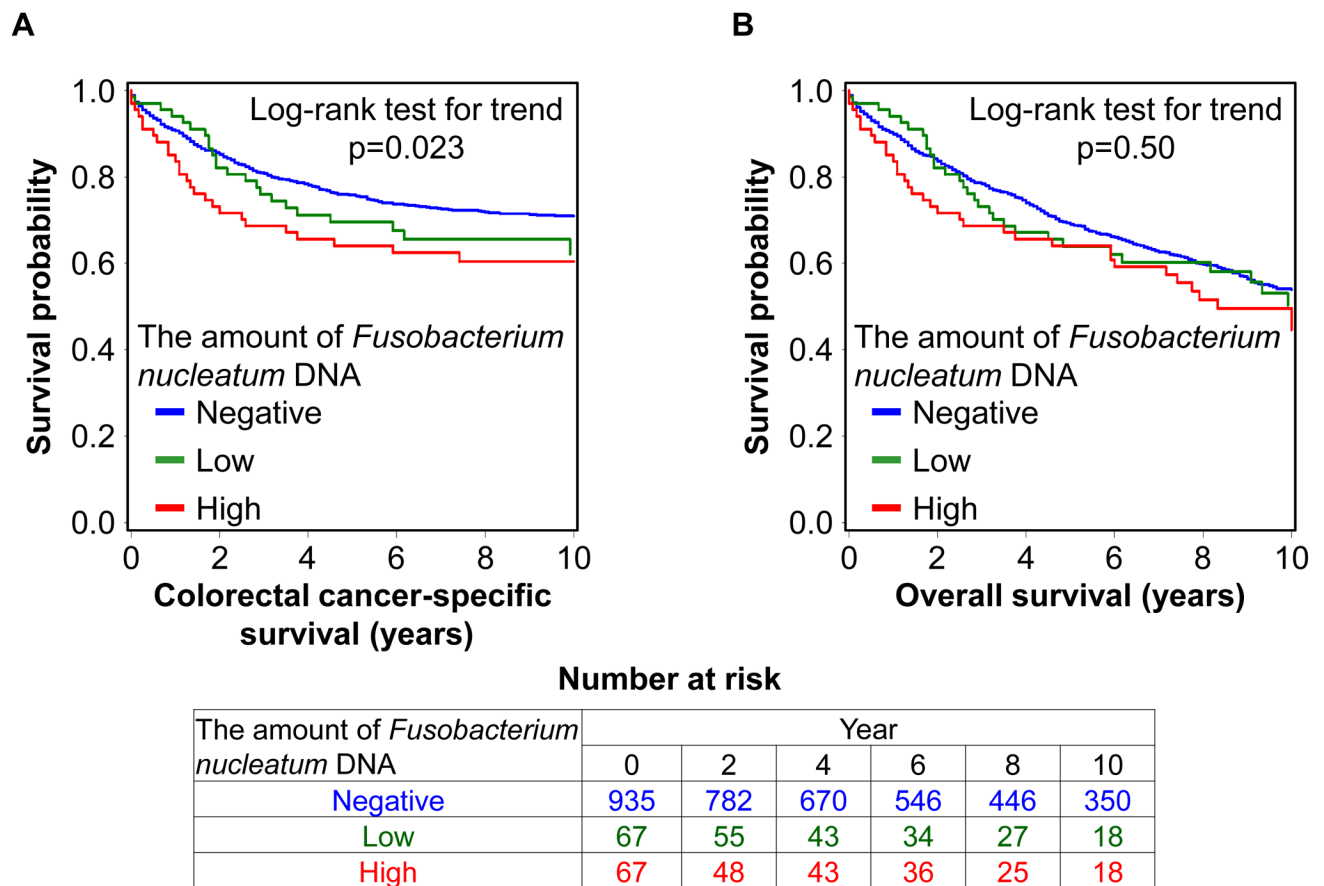 A
B
1.0
0.8
0.6
0.4
0.2
0.0
Survival probability
Log-rank test for trend
p=0.023
The amount of Fusobacterium
nucleatum DNA
Negative
Low
High
0 2 4 6 8 10
Colorectal cancer-specific
survival (years)
1.0
0.8
0.6
0.4
0.2
0.0
Survival probability
Log-rank test for trend
p=0.50
The amount of Fusobacterium
nucleatum DNA
Negative
Low
High
0 2 4 6 8 10
Overall survival (years)
Number at risk
The amount of Fusobacterium
nucleatum DNA
Year
0 2 4 6 8 10
Negative 935 782 670 546 446 350
Low 67 55 43 34 27 18
High 67 48 43 36 25 18